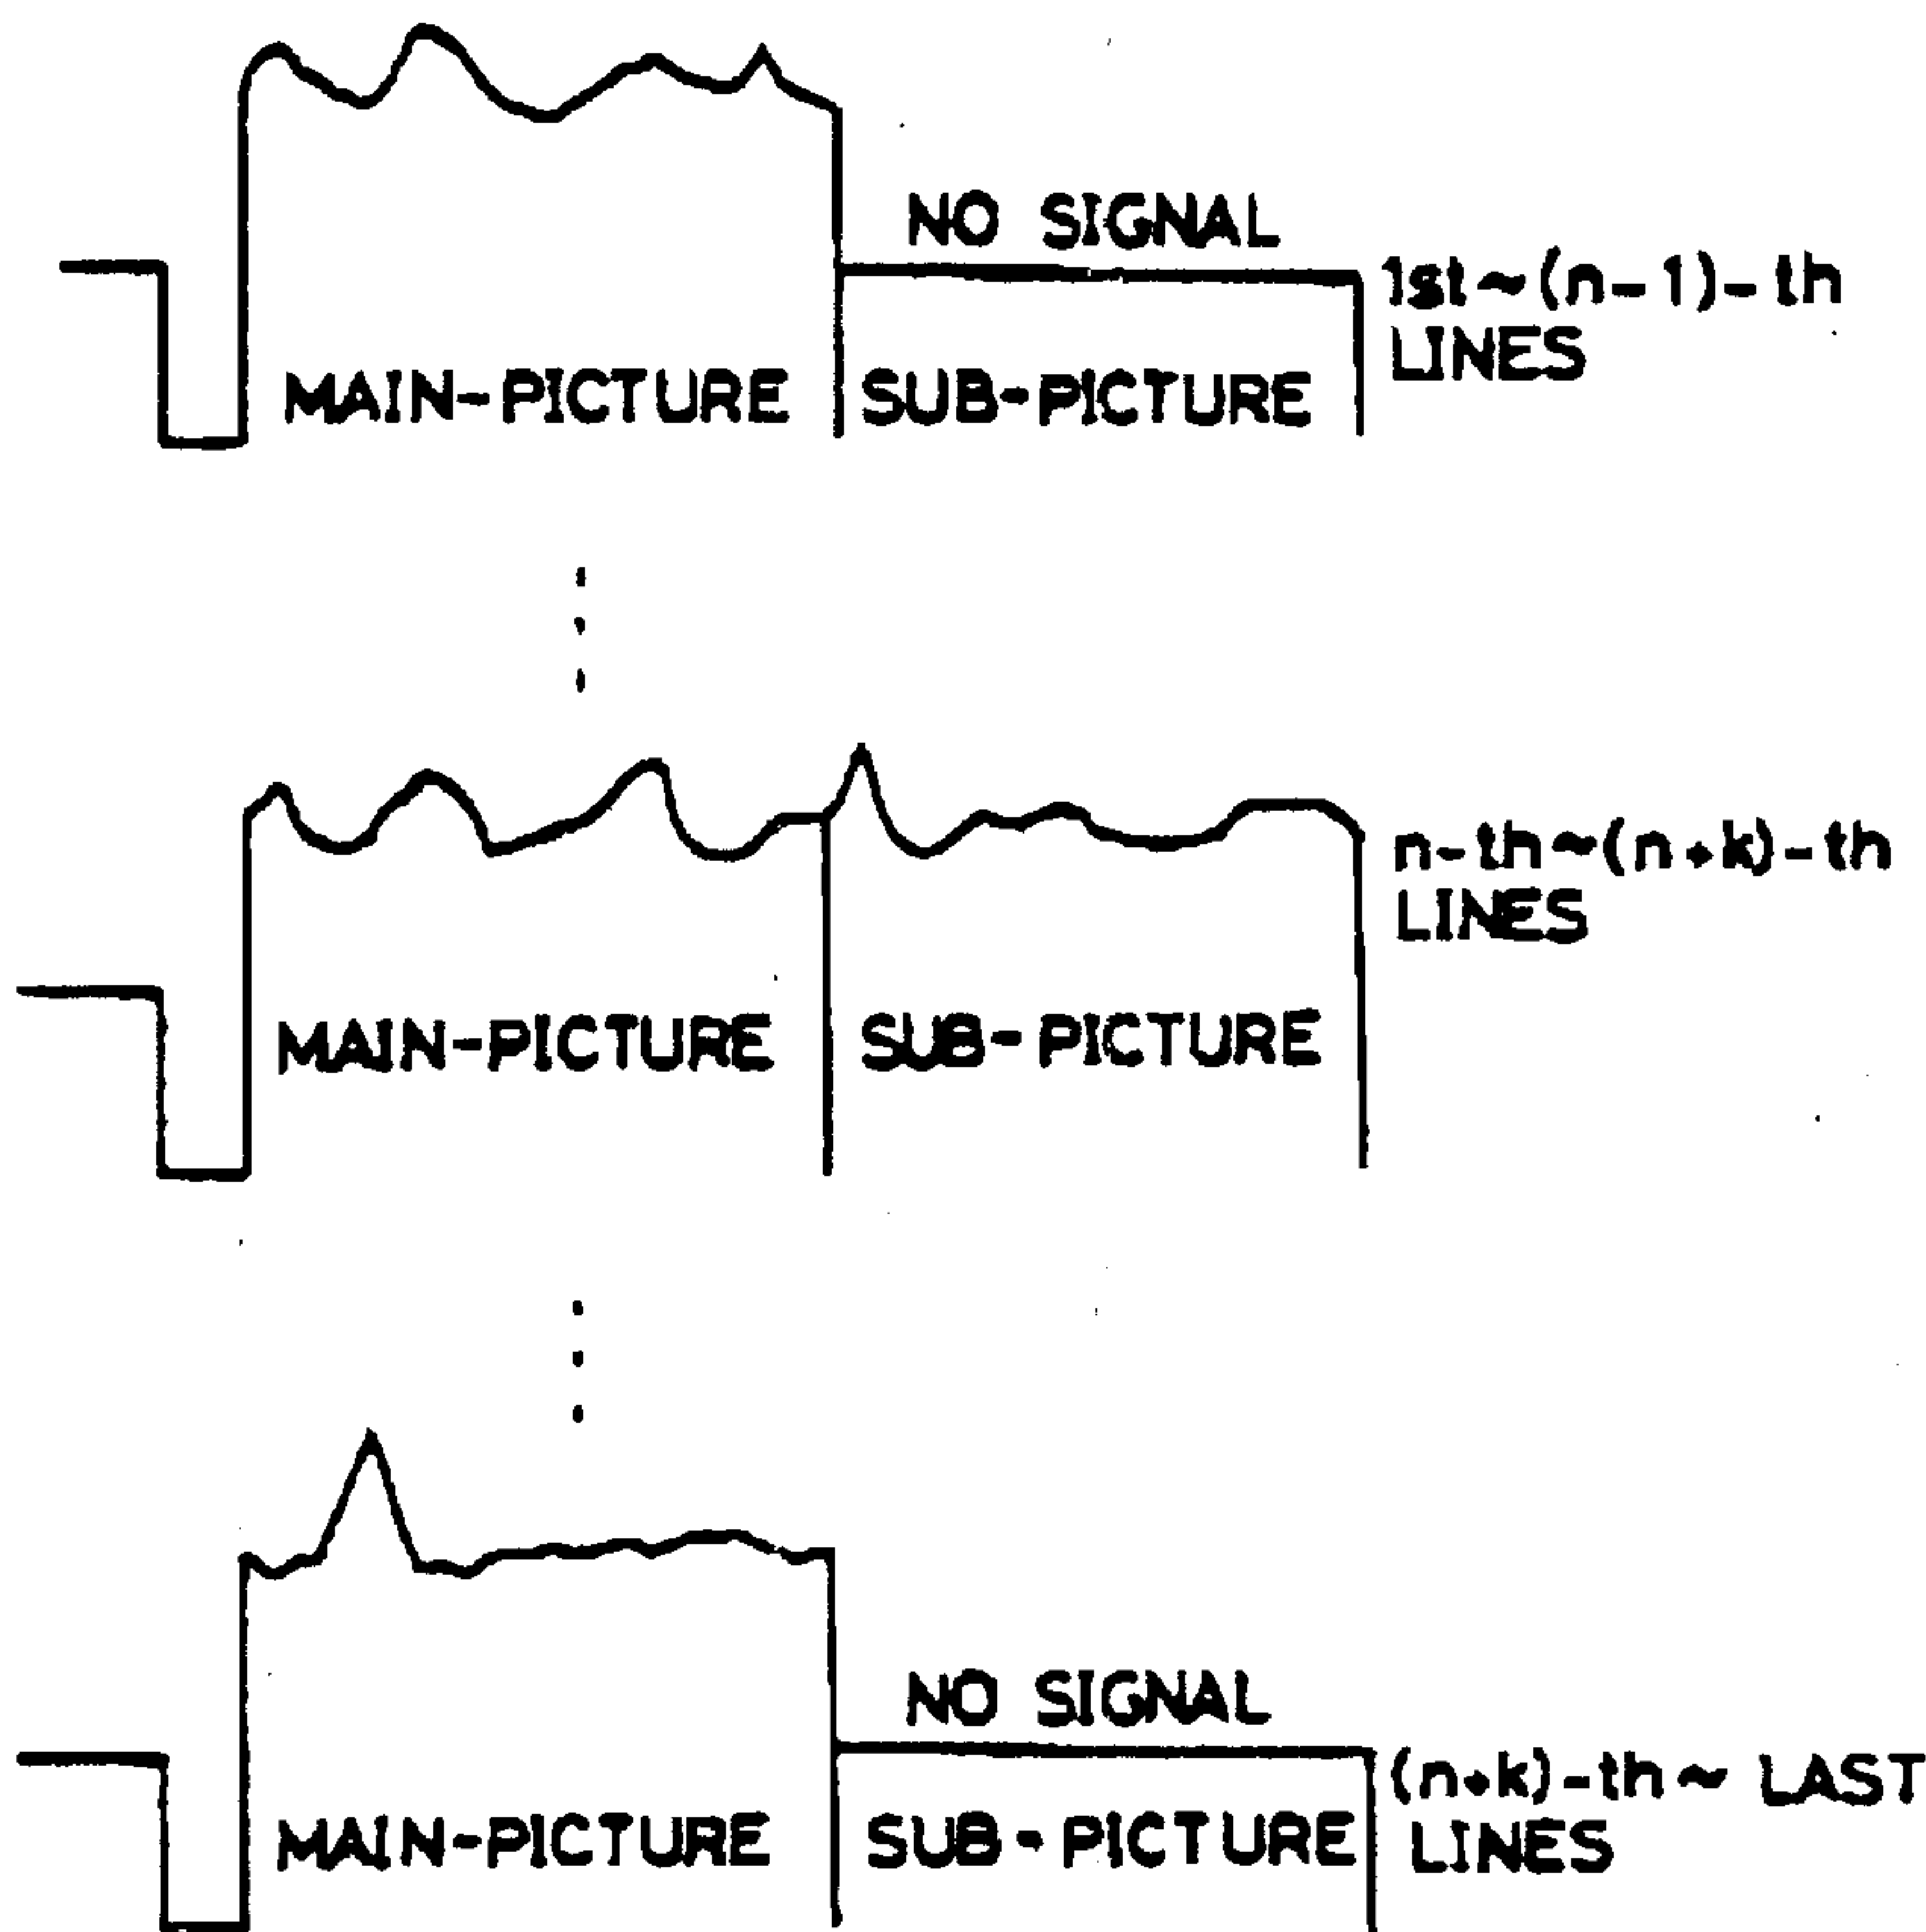 NO SIGNAL
1st~(n-1)-th
LINES
MAIN-PICTURE
SUB-PICTURE
n-th~(n+k)-th
LINES
MAIN-PICTURE
SUB-PICTURE
NO SIGNAL
(n+k)-th~ LAST
LINES
MAIN-PICTURE
SUB-PICTURE